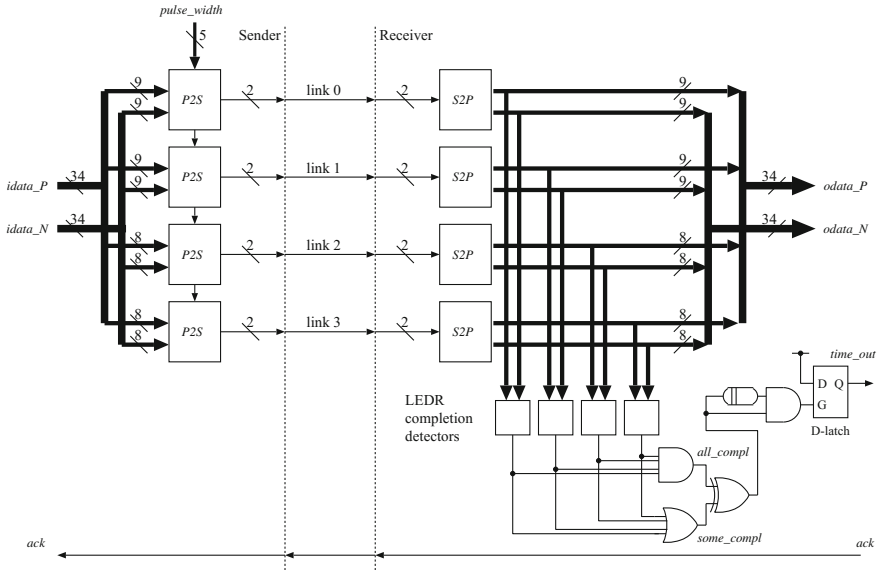 pulse_width
5
Sender
Receiver
9
9
P2S
2
link 0
2
S2P
9
9
34
idata_P
9
9
P2S
2
link 1
2
S2P
9
9
34
odata_P
34
idata_N
8
8
P2S
2
link 2
2
S2P
8
8
34
odata_N
8
8
P2S
2
link 3
2
S2P
8
8
time_out
D Q
G
D-latch
LEDR
completion
detectors
all_compl
some_compl
ack
ack